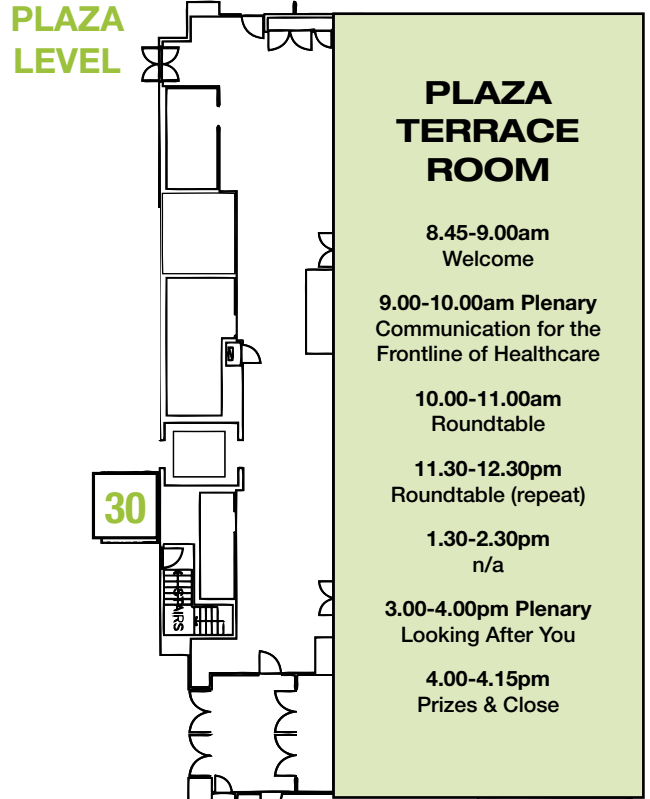 PLAZA
LEVEL
PLAZA
TERRACE
ROOM
8.45-9.00am
Welcome
9.00-10.00am Plenary
Communication for the
Frontline of Healthcare
10.00-11.00am
Roundtable
11.30-12.30pm
Roundtable (repeat)
1.30-2.30pm
n/a
3.00-4.00pm Plenary
Looking After You
4.00-4.15pm
Prizes & Close
30
STAIRS